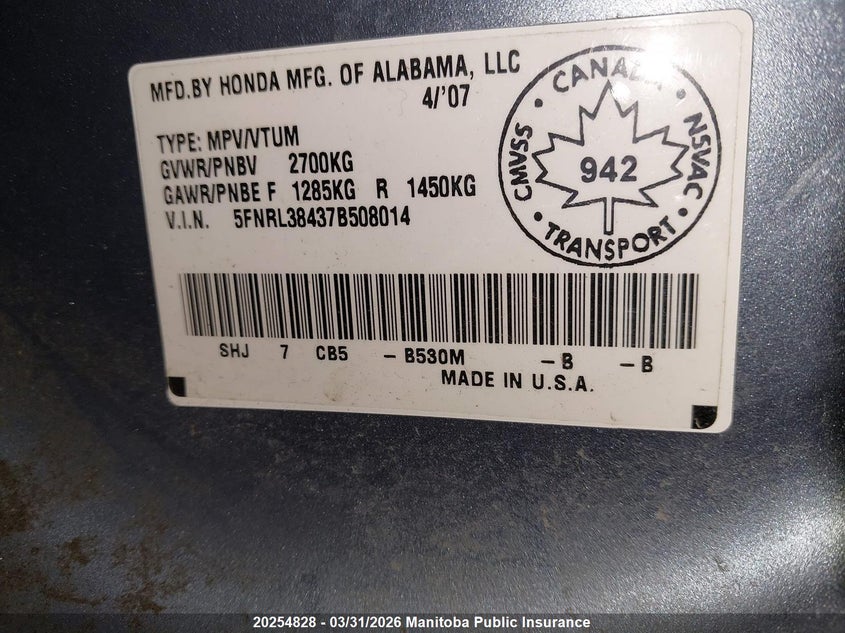 MFD.BY HONDA MFG. OF ALABAMA, LLC
4/'07
TYPE: MPV/VTUM
GVWR/PNBV 2700KG
GAWR/PNBE F 1285KG R 1450KG
V.I.N. 5FNRL38437B508014
CANADA
CMVSS
NSVAC
942
TRANSPORT
SHJ 7 CB5 - B530M - B - B
MADE IN U.S.A.
20254828 - 03/31/2026 Manitoba Public Insurance